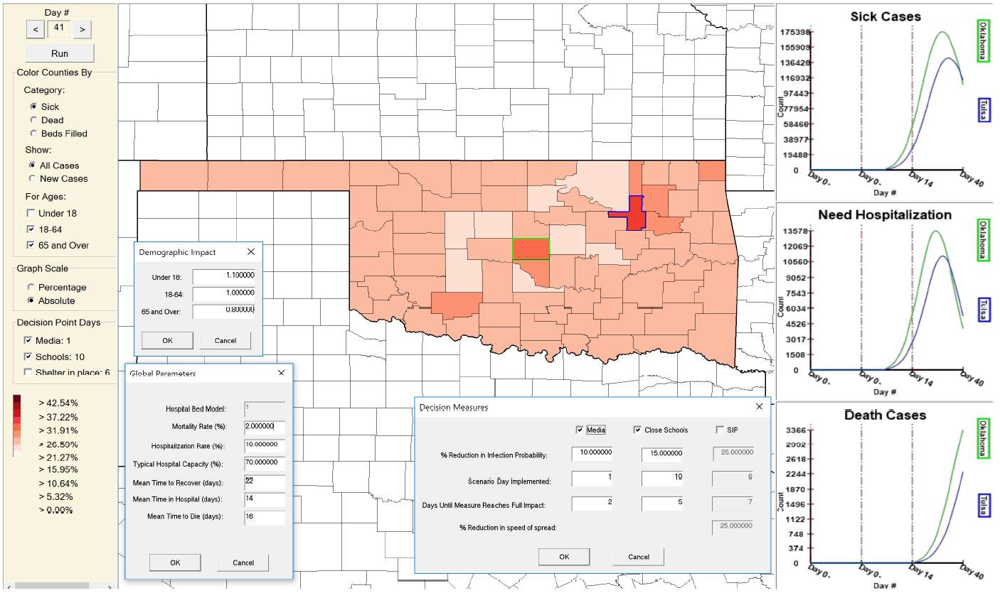 Day #
<
41
>
Run
Color Counties By
Category:
Sick
Dead
Beds Filled
Show:
All Cases
New Cases
For Ages:
Under 18
18-64
65 and Over
Graph Scale
Percentage
Absolute
Decision Point Days
Media: 1
Schools: 10
Shelter in place: 6
> 42.54%
> 37.22%
> 31.91%
> 26.59%
> 21.27%
> 15.95%
> 10.64%
> 5.32%
> 0.00%
Demographic Impact
Under 18: 1.100000
18-64: 1.000000
65 and Over: 0.900000
OK Cancel
Global Parameters
Hospital Bed Model: 1
Mortality Rate (%): 2.000000
Hospitalization Rate (%): 10.000000
Typical Hospital Capacity (%): 70.000000
Mean Time to Recover (days): 22
Mean Time in Hospital (days): 14
Mean Time to Die (days): 16
OK Cancel
Decision Measures
Media Close Schools SIP
% Reduction in Infection Probability: 10.000000 15.000000 25.000000
Scenario Day Implemented: 1 10 6
Days Until Measure Reaches Full Impact: 2 5 7
% Reduction in speed of spread: 25.000000
OK Cancel
Sick Cases
175398
155909
136428
116932
97443
77954
58466
38977
19488
0
Count
Day 0- Day 0- Day 14 Day 40
Day #
Oklahoma
Tulsa
Need Hospitalization
13578
12069
10560
9052
7543
6034
4526
3017
1508
0
Count
Day 0- Day 0- Day 14 Day 40
Day #
Oklahoma
Tulsa
Death Cases
3366
2992
2618
2244
1870
1496
1122
748
374
0
Count
Day 0- Day 0- Day 14 Day 40
Day #
Oklahoma
Tulsa